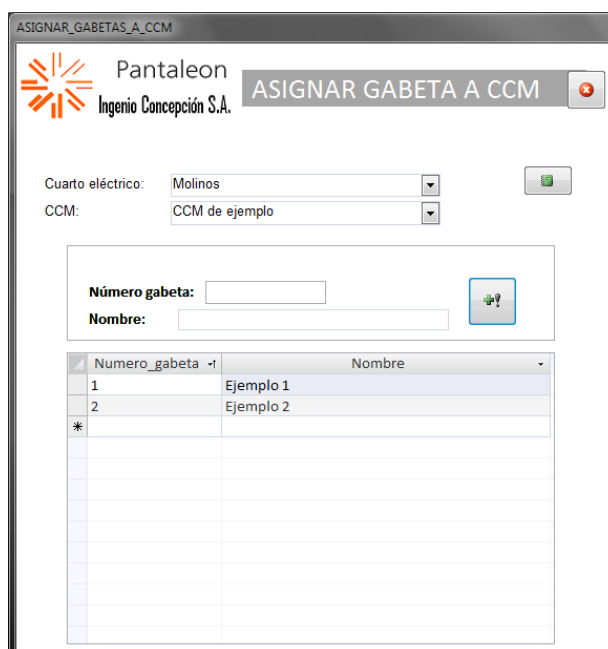 ASIGNAR_GABETAS_A_CCM
Pantaleon
Ingenio Concepción S.A.
ASIGNAR GABETA A CCM
Cuarto eléctrico: Molinos
CCM: CCM de ejemplo
Número gabeta:
Nombre:
Numero_gabeta Nombre
1 Ejemplo 1
2 Ejemplo 2